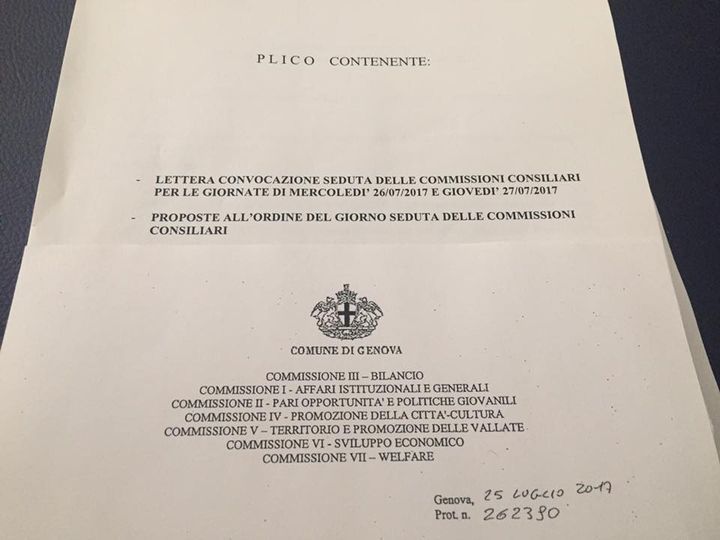 PLICO CONTENENTE:
- LETTERA CONVOCAZIONE SEDUTA DELLE COMMISSIONI CONSILIARI
PER LE GIORNATE DI MERCOLEDI' 26/07/2017 E GIOVEDI' 27/07/2017
- PROPOSTE ALL'ORDINE DEL GIORNO SEDUTA DELLE COMMISSIONI
CONSILIARI
COMUNE DI GENOVA
COMMISSIONE III – BILANCIO
COMMISSIONE I - AFFARI ISTITUZIONALI E GENERALI
COMMISSIONE II - PARI OPPORTUNITA' E POLITICHE GIOVANILI
COMMISSIONE IV - PROMOZIONE DELLA CITTA'-CULTURA
COMMISSIONE V – TERRITORIO E PROMOZIONE DELLE VALLATE
COMMISSIONE VI - SVILUPPO ECONOMICO
COMMISSIONE VII – WELFARE
Genova, 25 LUGLIO 2017
Prot. n. 262390